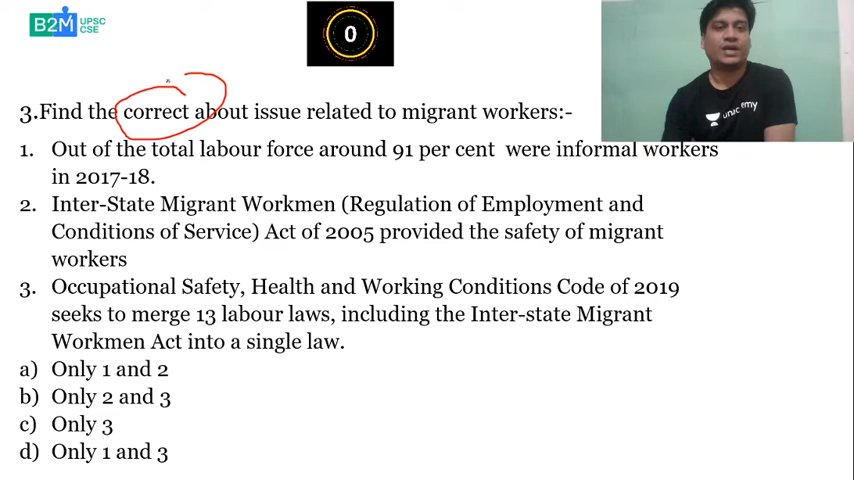 B2M UPSC
CSE
0
unacademy
3.Find the correct about issue related to migrant workers:-
1. Out of the total labour force around 91 per cent were informal workers
in 2017-18.
2. Inter-State Migrant Workmen (Regulation of Employment and
Conditions of Service) Act of 2005 provided the safety of migrant
workers
3. Occupational Safety, Health and Working Conditions Code of 2019
seeks to merge 13 labour laws, including the Inter-state Migrant
Workmen Act into a single law.
a) Only 1 and 2
b) Only 2 and 3
c) Only 3
d) Only 1 and 3